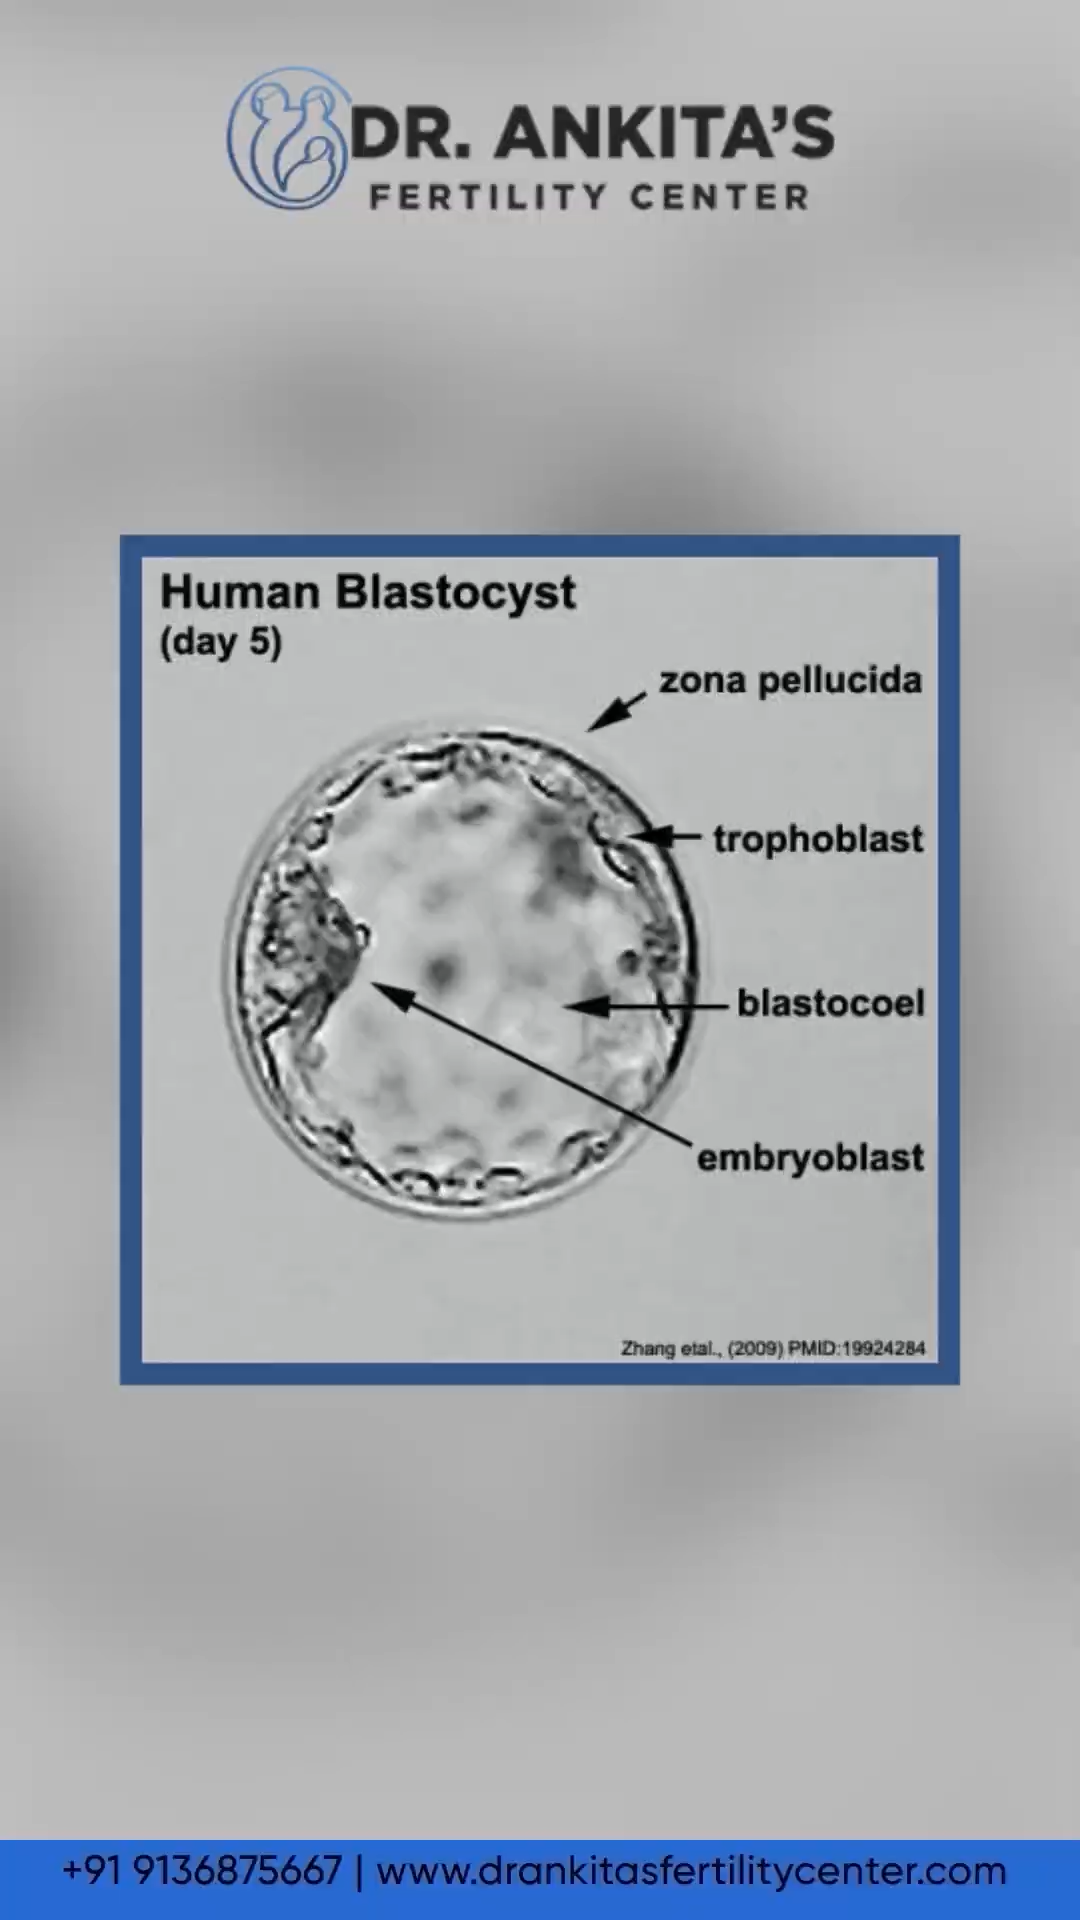 DR. ANKITA'S
FERTILITY CENTER
Human Blastocyst
(day 5)
zona pellucida
trophoblast
blastocoel
embryoblast
Zhang etal., (2009) PMID:19924284
+91 9136875667 | www.drankitasfertilitycenter.com